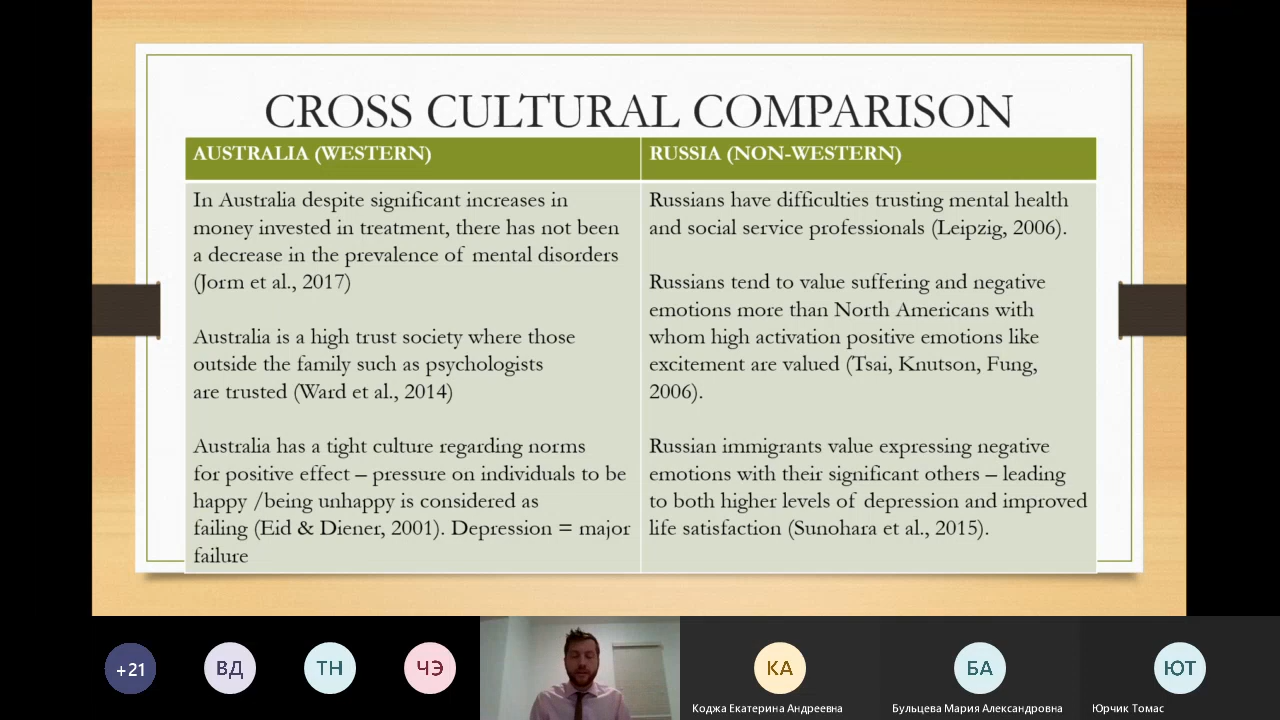 CROSS CULTURAL COMPARISON
AUSTRALIA (WESTERN)
In Australia despite significant increases in
money invested in treatment, there has not been
a decrease in the prevalence of mental disorders
(Jorm et al., 2017)
Australia is a high trust society where those
outside the family such as psychologists
are trusted (Ward et al., 2014)
Australia has a tight culture regarding norms
for positive effect – pressure on individuals to be
happy /being unhappy is considered as
failing (Eid & Diener, 2001). Depression = major
failure
RUSSIA (NON-WESTERN)
Russians have difficulties trusting mental health
and social service professionals (Leipzig, 2006).
Russians tend to value suffering and negative
emotions more than North Americans with
whom high activation positive emotions like
excitement are valued (Tsai, Knutson, Fung,
2006).
Russian immigrants value expressing negative
emotions with their significant others – leading
to both higher levels of depression and improved
life satisfaction (Sunohara et al., 2015).
+21
ВД
ТН
ЧЭ
КА
Коджа Екатерина Андреевна
БА
Бульцева Мария Александровна
ЮТ
Юрчик Томас